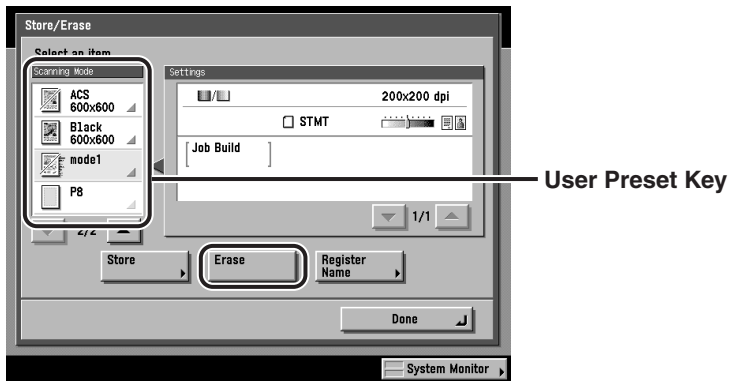 Store/Erase
Select an item.
Scanning Mode
Settings
ACS
600x600
200x200 dpi
Black
600x600
STMT
mode1
[Job Build ]
P8
User Preset Key
2/2
1/1
Store
Erase
Register
Name
Done
System Monitor